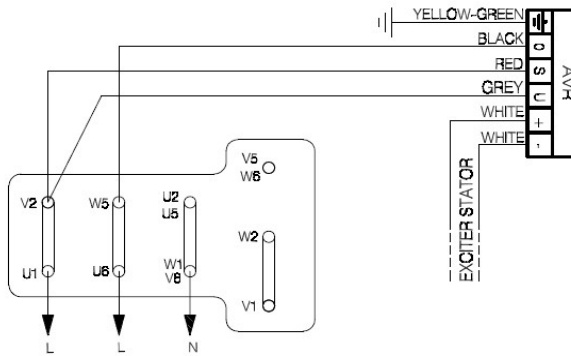 YELLOW-GREEN
BLACK
0
RED
S
GREY
U
WHITE
+
WHITE
-
AVR
EXCITER STATOR
V5
W6
V2
W5
U2
U5
W2
U1
U6
W1
V6
V1
L
L
N